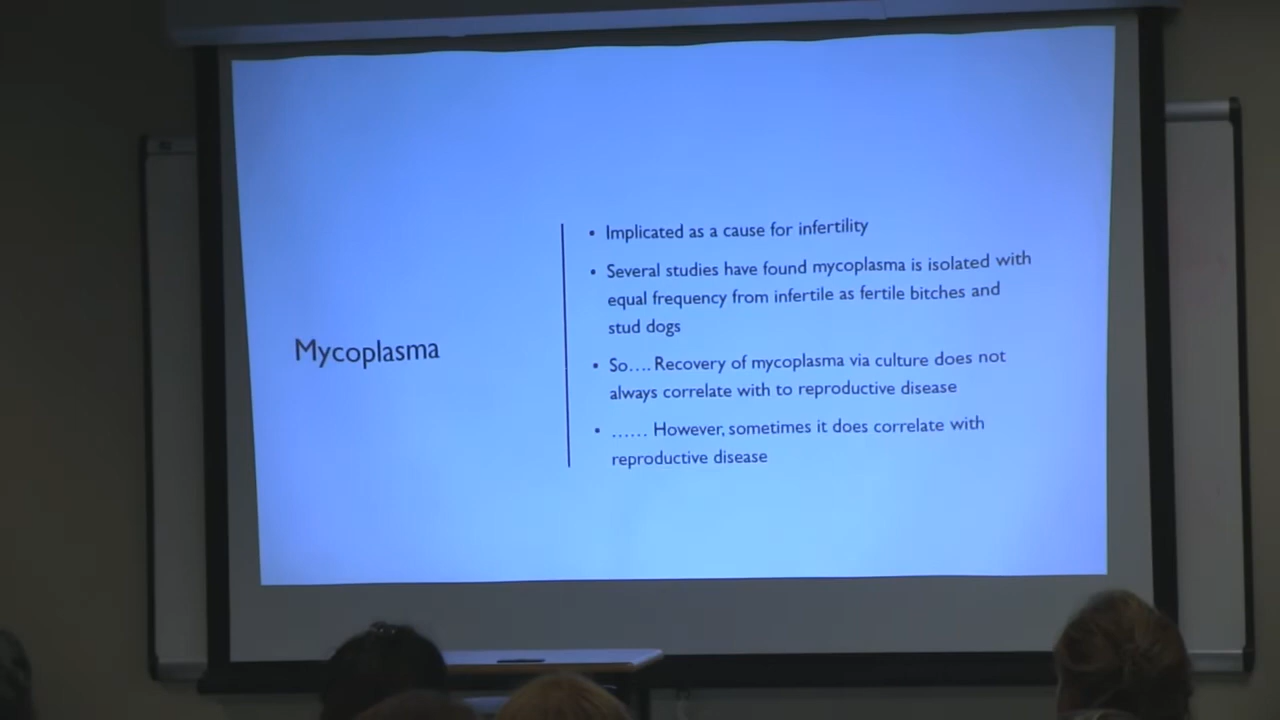 Mycoplasma
• Implicated as a cause for infertility
• Several studies have found mycoplasma is isolated with
equal frequency from infertile as fertile bitches and
stud dogs
• So.... Recovery of mycoplasma via culture does not
always correlate with to reproductive disease
• ...... However, sometimes it does correlate with
reproductive disease